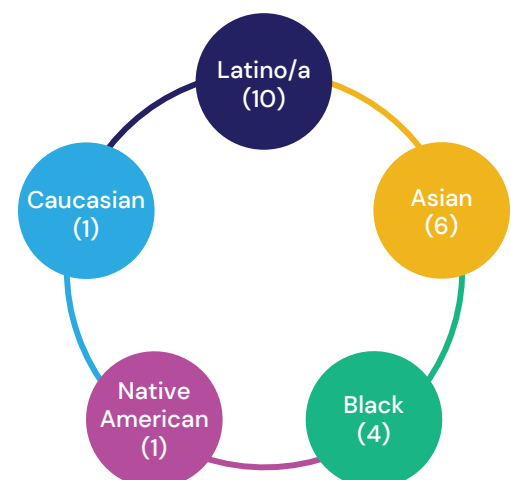 Latino/a
(10)
Asian
(6)
Black
(4)
Native
American
(1)
Caucasian
(1)